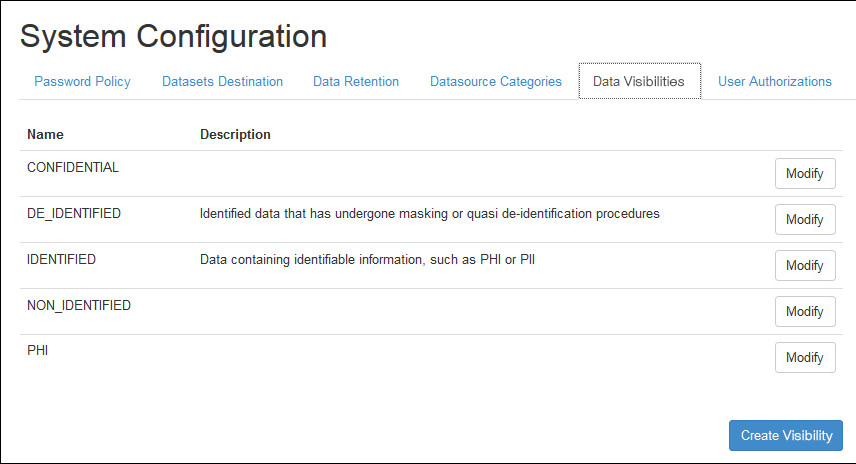 System Configuration
Password Policy Datasets Destination Data Retention Datasource Categories Data Visibilities User Authorizations
Name Description
CONFIDENTIAL Modify
DE_IDENTIFIED Identified data that has undergone masking or quasi de-identification procedures Modify
IDENTIFIED Data containing identifiable information, such as PHI or PII Modify
NON_IDENTIFIED Modify
PHI Modify
Create Visibility